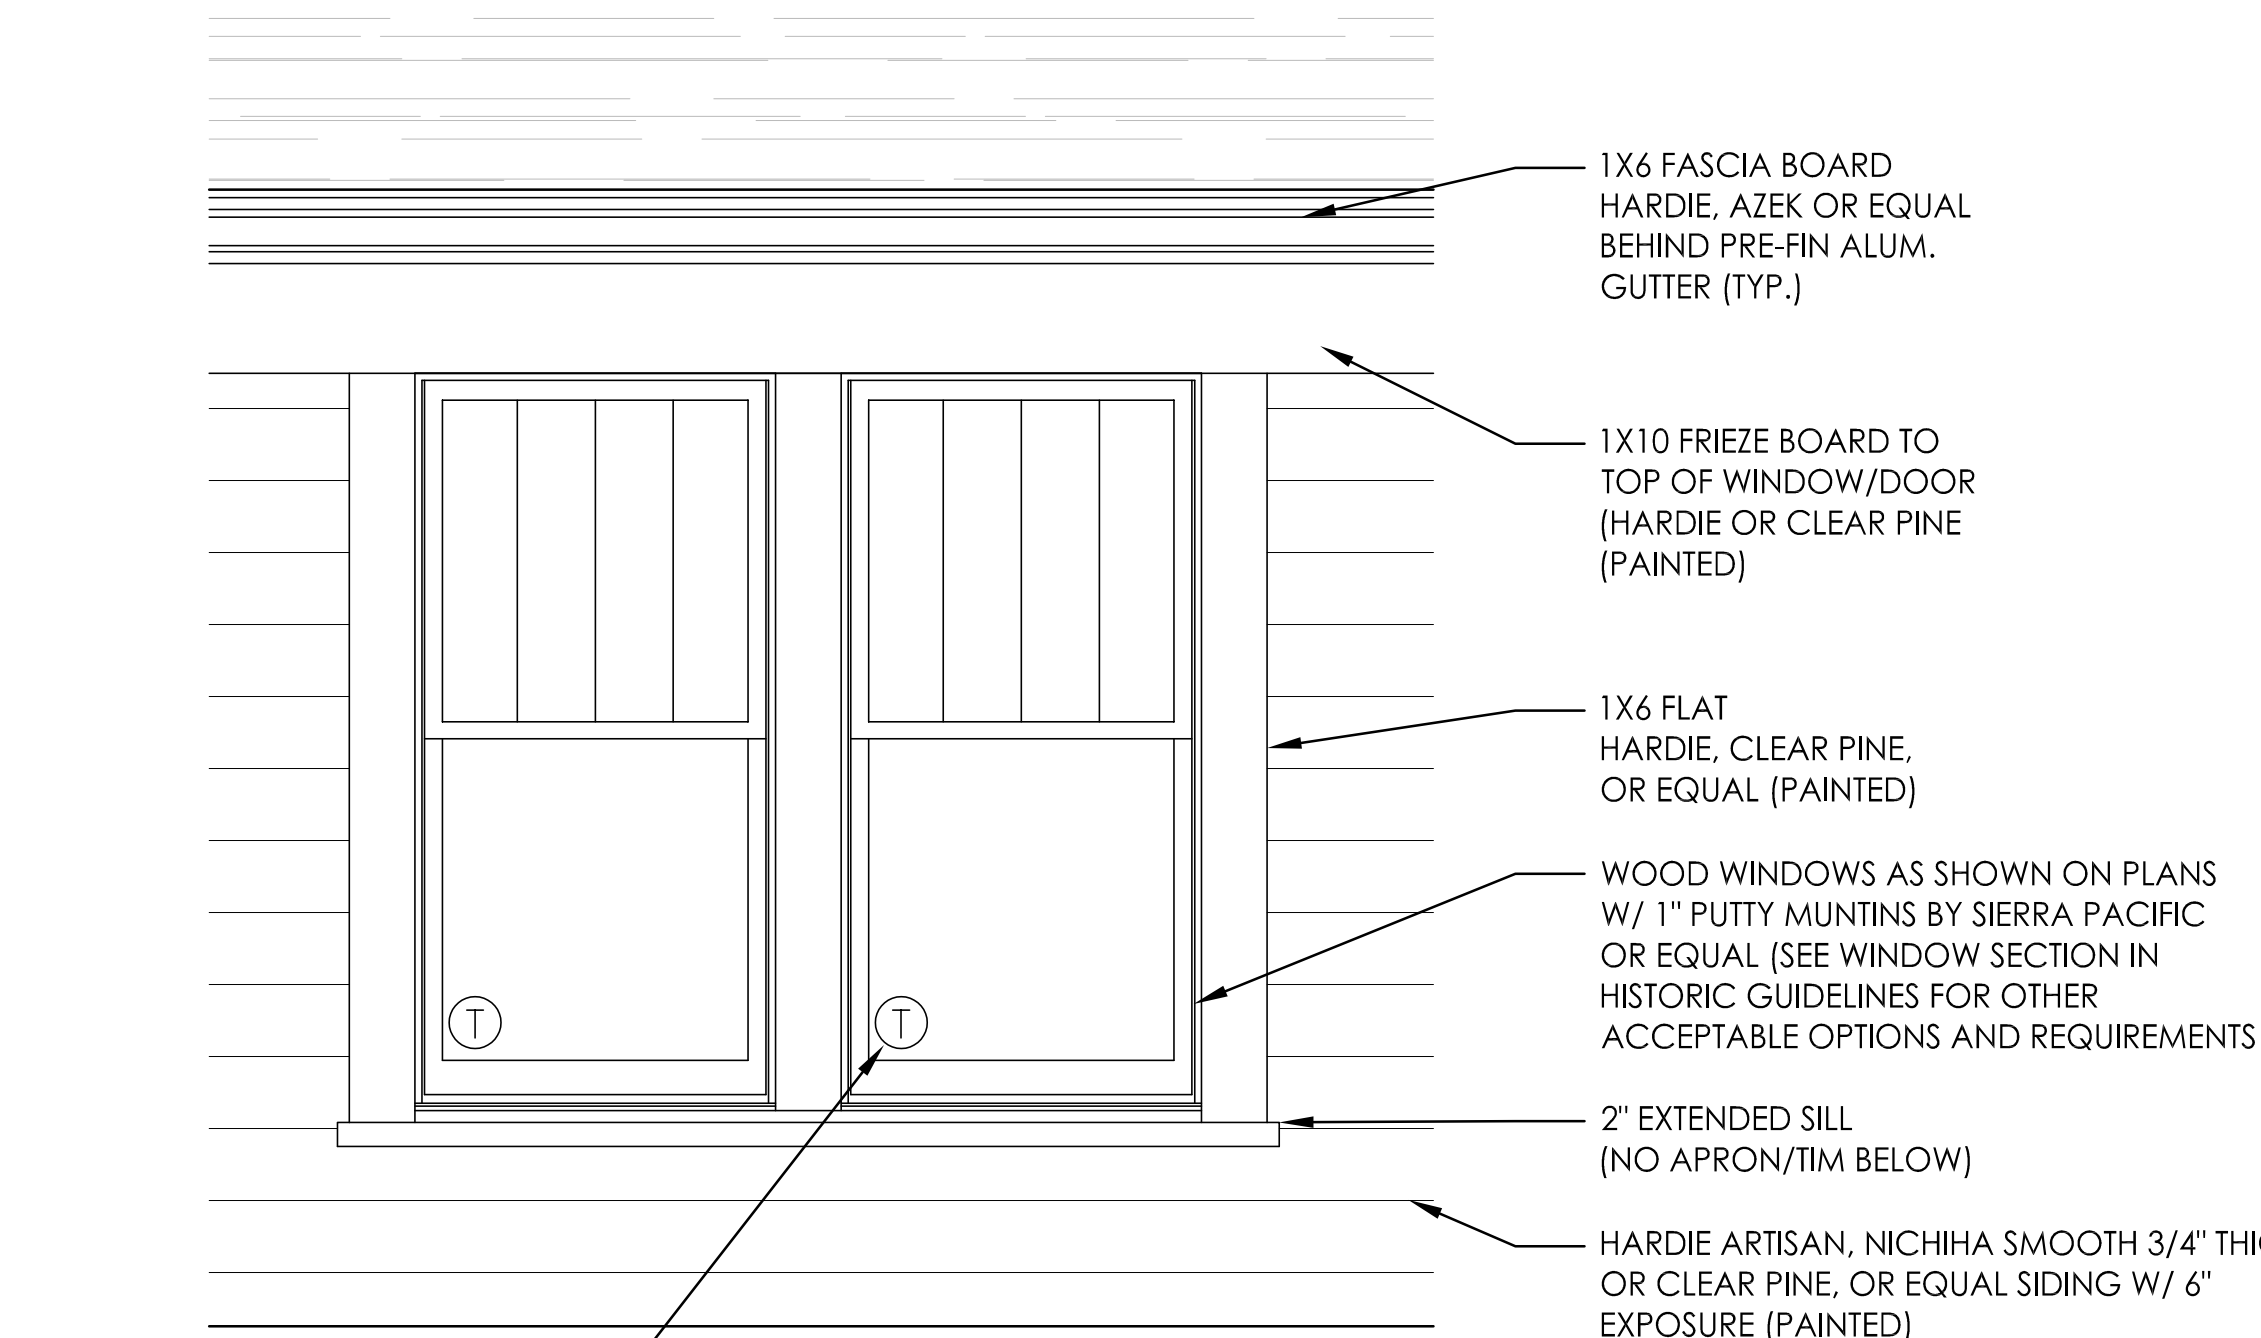 1X6 FASCIA BOARD
HARDIE, AZEK OR EQUAL
BEHIND PRE-FIN ALUM.
GUTTER (TYP.)
1X10 FRIEZE BOARD TO
TOP OF WINDOW/DOOR
(HARDIE OR CLEAR PINE
(PAINTED)
1X6 FLAT
HARDIE, CLEAR PINE,
OR EQUAL (PAINTED)
WOOD WINDOWS AS SHOWN ON PLANS
W/ 1" PUTTY MUNTINS BY SIERRA PACIFIC
OR EQUAL (SEE WINDOW SECTION IN
HISTORIC GUIDELINES FOR OTHER
ACCEPTABLE OPTIONS AND REQUIREMENTS
T T
2" EXTENDED SILL
(NO APRON/TIM BELOW)
HARDIE ARTISAN, NICHIHA SMOOTH 3/4"
OR CLEAR PINE, OR EQUAL SIDING W/ 6"
EXPOSURE (PAINTED)